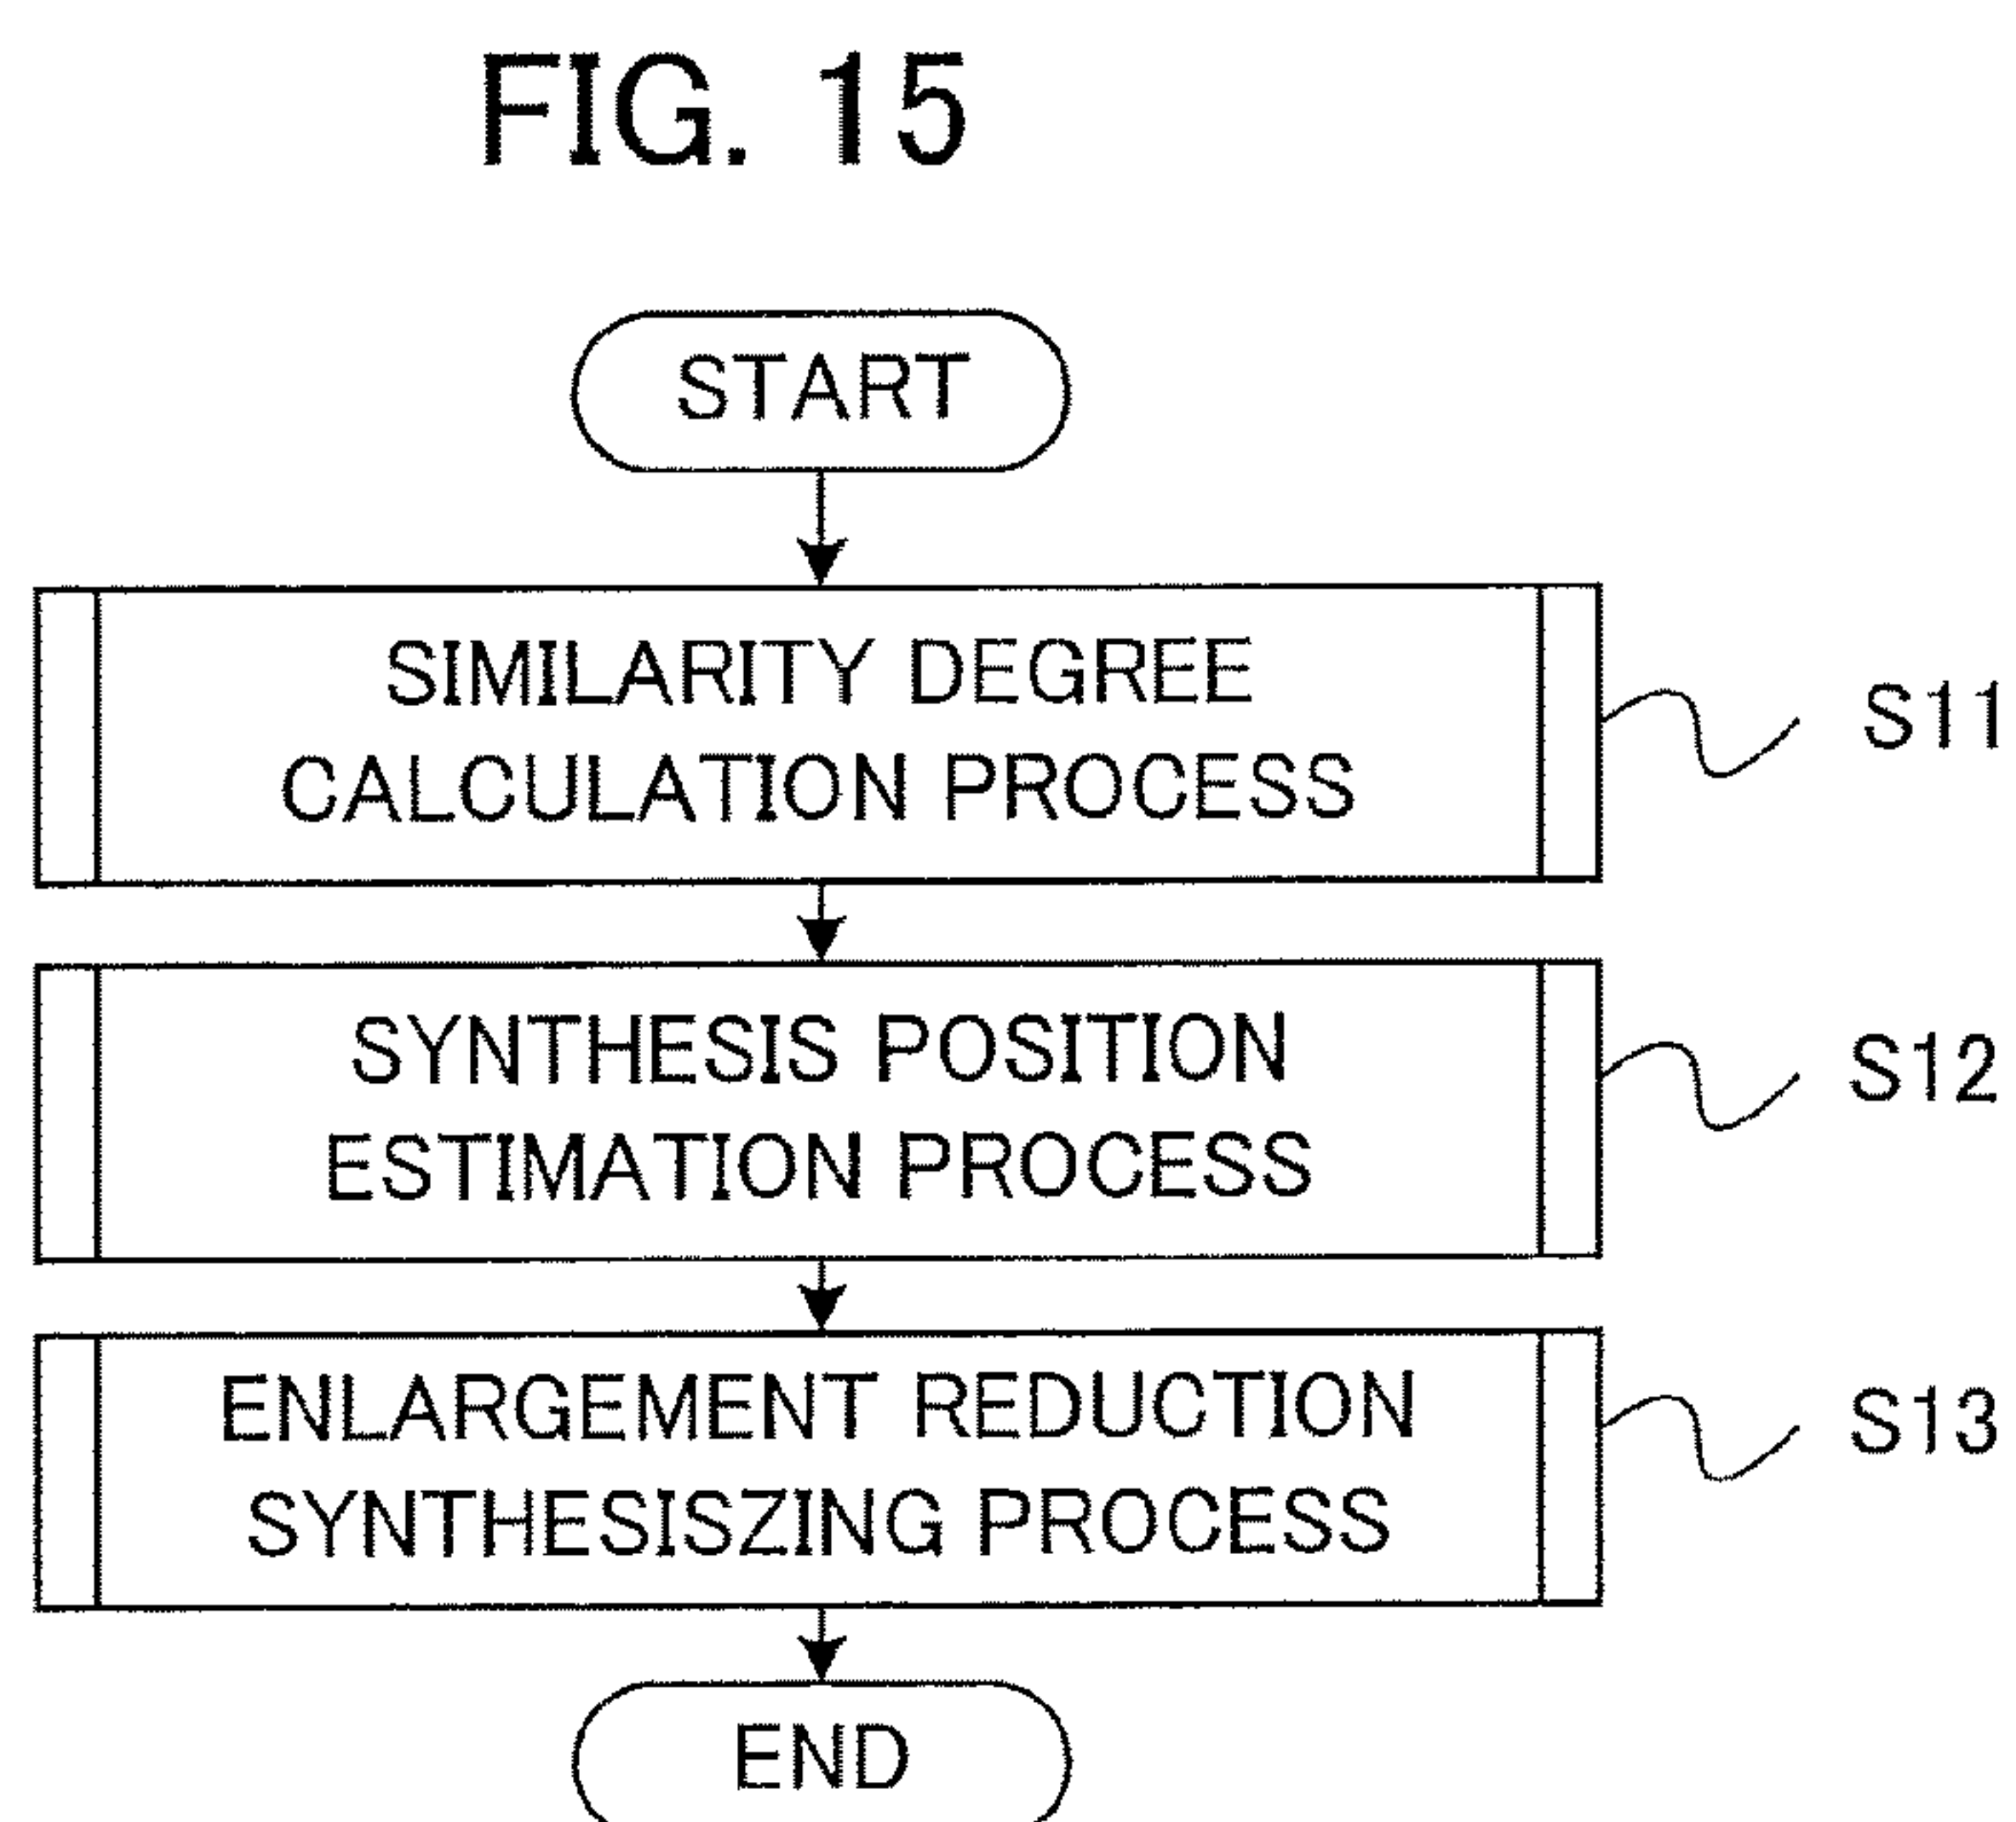 FIG. 15
START
SIMILARITY DEGREE
CALCULATION PROCESS
S11
SYNTHESIS POSITION
ESTIMATION PROCESS
S12
ENLARGEMENT REDUCTION
SYNTHESISZING PROCESS
S13
END